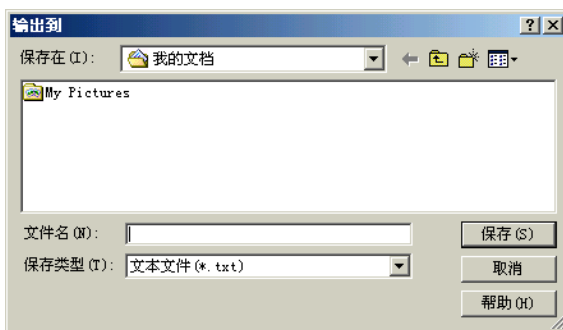 输出到
保存在(I): 我的文档
My Pictures
文件名(N):
保存(S)
保存类型(T): 文本文件(*.txt)
取消
帮助(H)